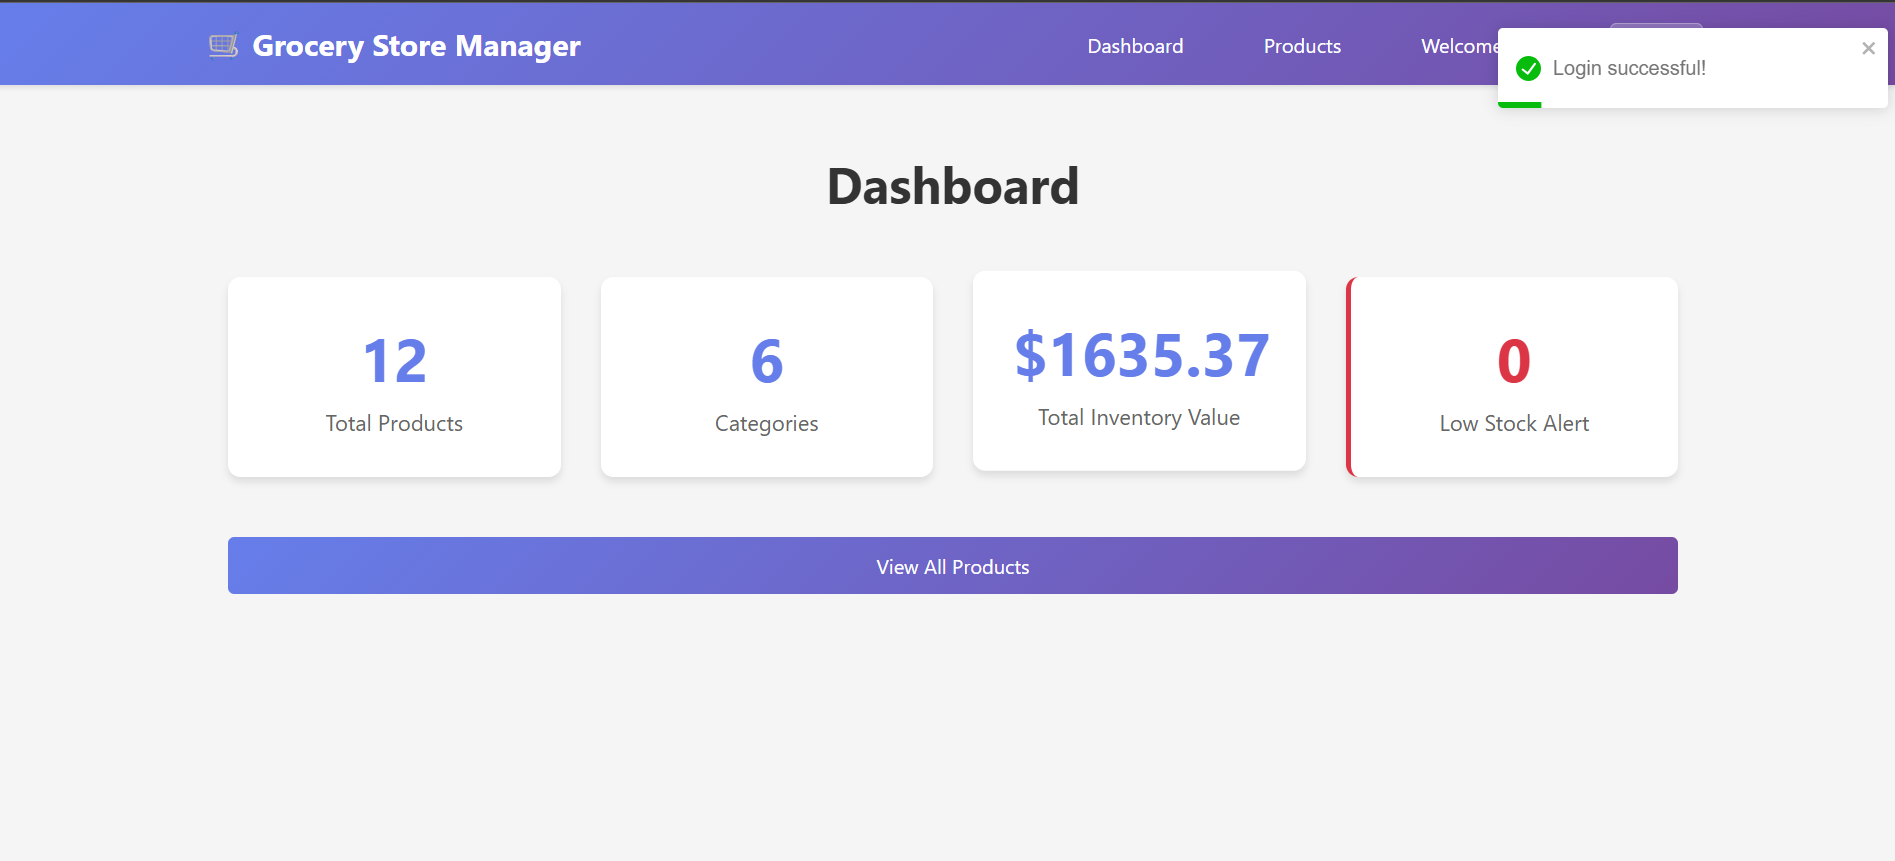 Grocery Store Manager
Dashboard
Products
Welcome
Login successful!
Dashboard
12
Total Products
6
Categories
$1635.37
Total Inventory Value
0
Low Stock Alert
View All Products